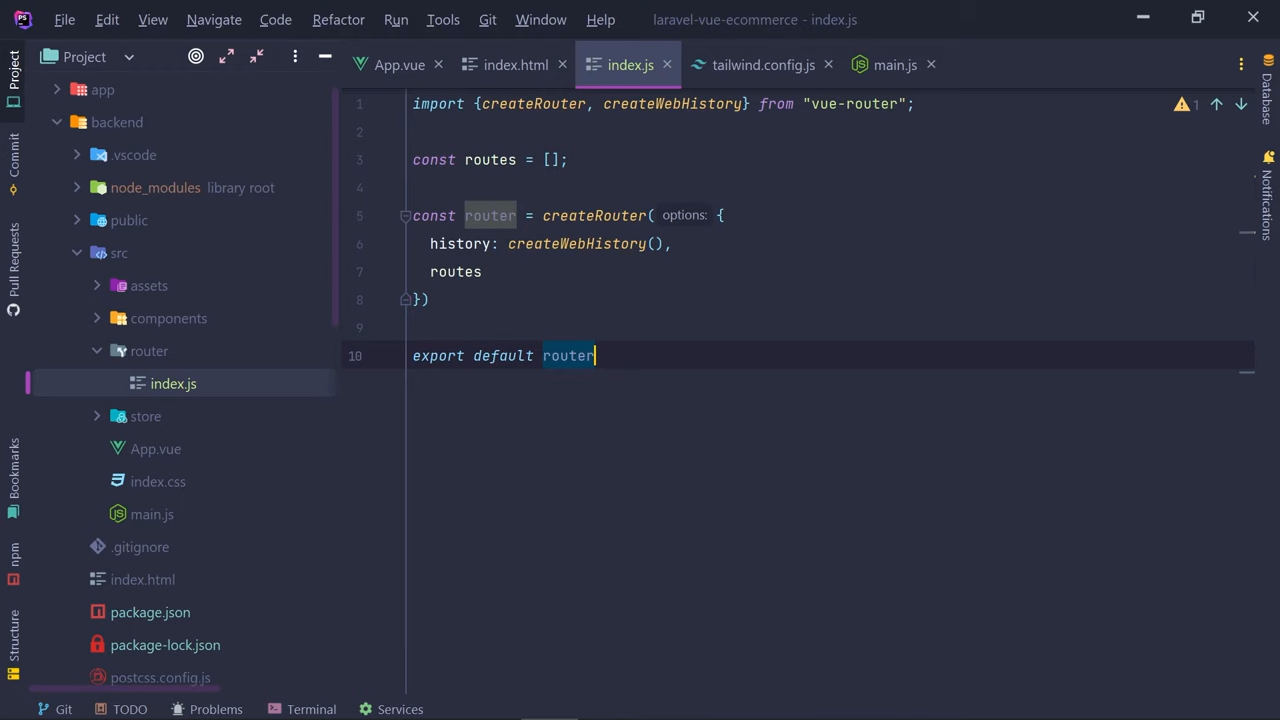 PS File Edit View Navigate Code Refactor Run Tools Git Window Help laravel-vue-ecommerce - index.js
Project App.vue index.html index.js tailwind.config.js main.js
Project
Commit
Pull Requests
Bookmarks
npm
Structure
app
backend
.vscode
node_modules library root
public
src
assets
components
router
index.js
store
App.vue
index.css
main.js
.gitignore
index.html
package.json
package-lock.json
postcss.config.js
1 import {createRouter, createWebHistory} from "vue-router";
2
3 const routes = [];
4
5 const router = createRouter( options: {
6 history: createWebHistory(),
7 routes
8 })
9
10 export default router
1
Database
Notifications
Git TODO Problems Terminal Services